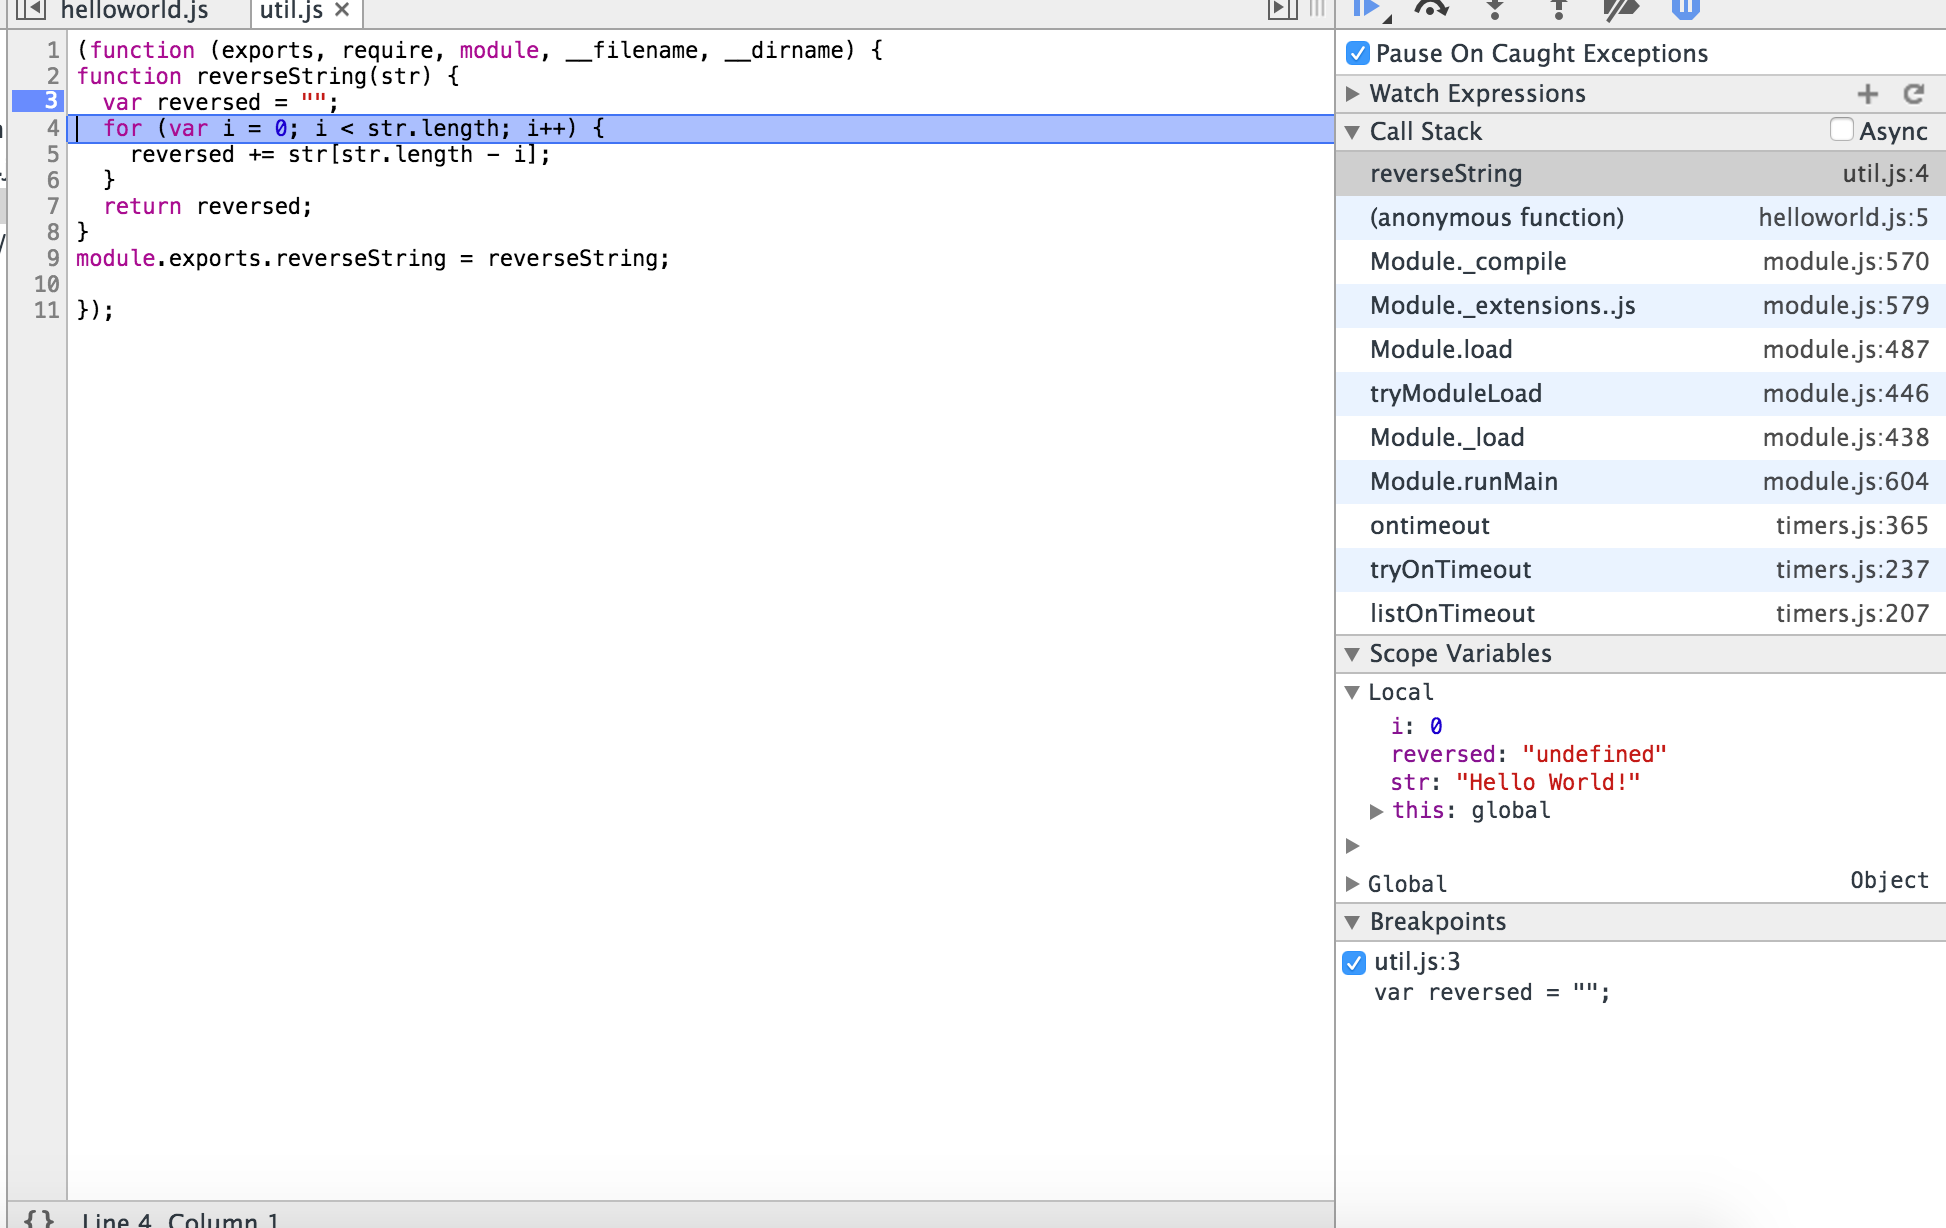 helloworld.js
util.js ×
1 (function (exports, require, module, __filename, __dirname) {
2 function reverseString(str) {
3   var reversed = "";
4   for (var i = 0; i < str.length; i++) {
5     reversed += str[str.length - i];
6   }
7   return reversed;
8 }
9 module.exports.reverseString = reverseString;
10
11 });
{} Line 4, Column 1
Pause On Caught Exceptions
Watch Expressions
Call Stack Async
reverseString util.js:4
(anonymous function) helloworld.js:5
Module._compile module.js:570
Module._extensions..js module.js:579
Module.load module.js:487
tryModuleLoad module.js:446
Module._load module.js:438
Module.runMain module.js:604
ontimeout timers.js:365
tryOnTimeout timers.js:237
listOnTimeout timers.js:207
Scope Variables
Local
i: 0
reversed: "undefined"
str: "Hello World!"
this: global
Global Object
Breakpoints
util.js:3
var reversed = "";